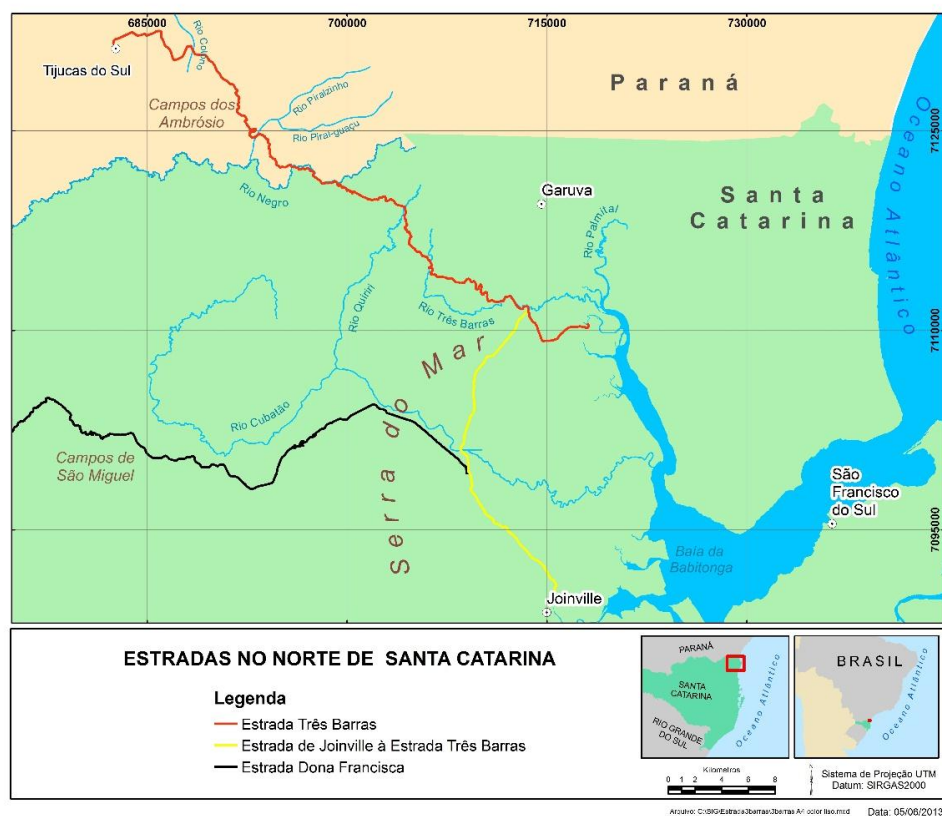 685000
700000
715000
730000
Rio Colono
Tijucas do Sul
Paraná
Rio Piraizinho
Campos dos
Ambrósio
Rio Piraí-guaçu
7125000
Oceano Atlântico
Rio Negro
Garuva
Santa
Catarina
Rio Palmital
Rio Quiriri
Rio Três Barras
7110000
Serra do Mar
Rio Cubatão
Campos de
São Miguel
São
Francisco
do Sul
7095000
Baía da
Babitonga
Joinville
ESTRADAS NO NORTE DE SANTA CATARINA
Legenda
Estrada Três Barras
Estrada de Joinville à Estrada Três Barras
Estrada Dona Francisca
PARANÁ
SANTA
CATARINA
RIO GRANDE
DO SUL
Oceano Atlântico
BRASIL
Oceano Atlântico
Kilometros
0 1 2 4 6 8
Sistema de Projeção UTM
Datum: SIRGAS2000
Data: 05/06/2013